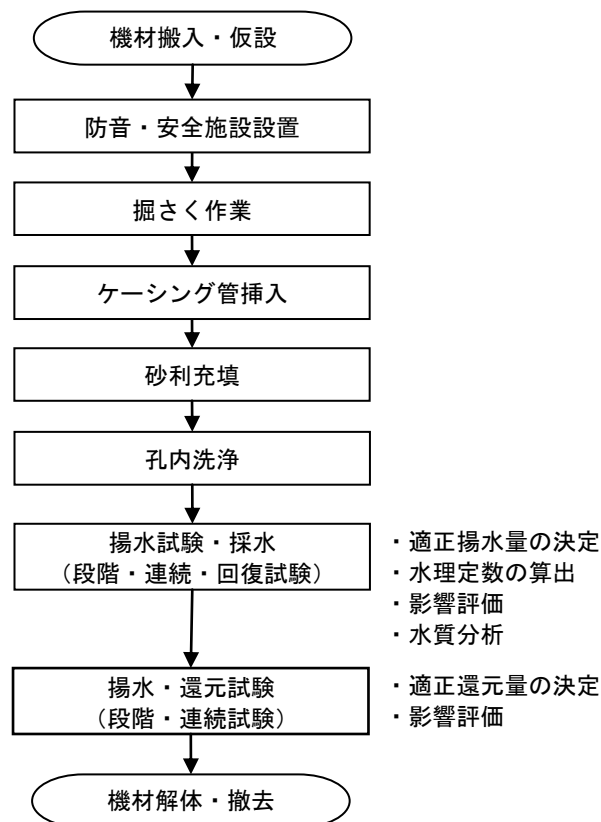 機材搬入・仮設
防音・安全施設設置
掘さく作業
ケーシング管挿入
砂利充填
孔内洗浄
揚水試験・採水
（段階・連続・回復試験）
・適正揚水量の決定
・水理定数の算出
・影響評価
・水質分析
揚水・還元試験
（段階・連続試験）
・適正還元量の決定
・影響評価
機材解体・撤去